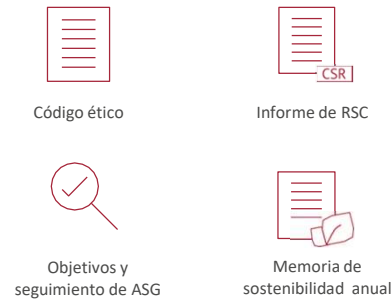 CSR
Código ético
Informe de RSC
Objetivos y
seguimiento de ASG
Memoria de
sostenibilidad anual